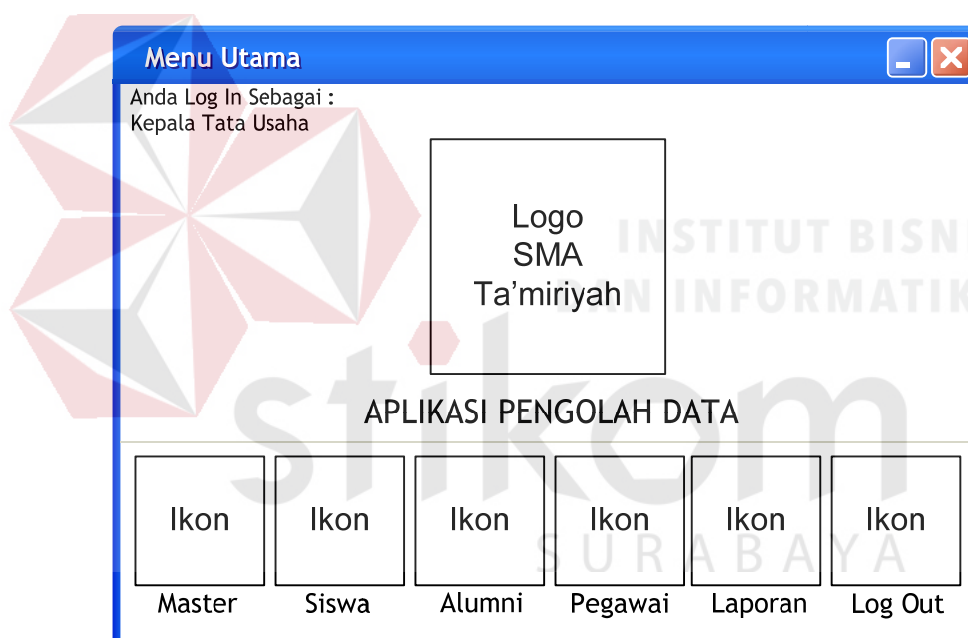 Menu Utama
Anda Log In Sebagai :
Kepala Tata Usaha
Logo
SMA
Ta'miriyah
INSTITUT BISNI
DAN INFORMATIK
stikom
SURABAYA
APLIKASI PENGOLAH DATA
Ikon Ikon Ikon Ikon Ikon Ikon
Master Siswa Alumni Pegawai Laporan Log Out